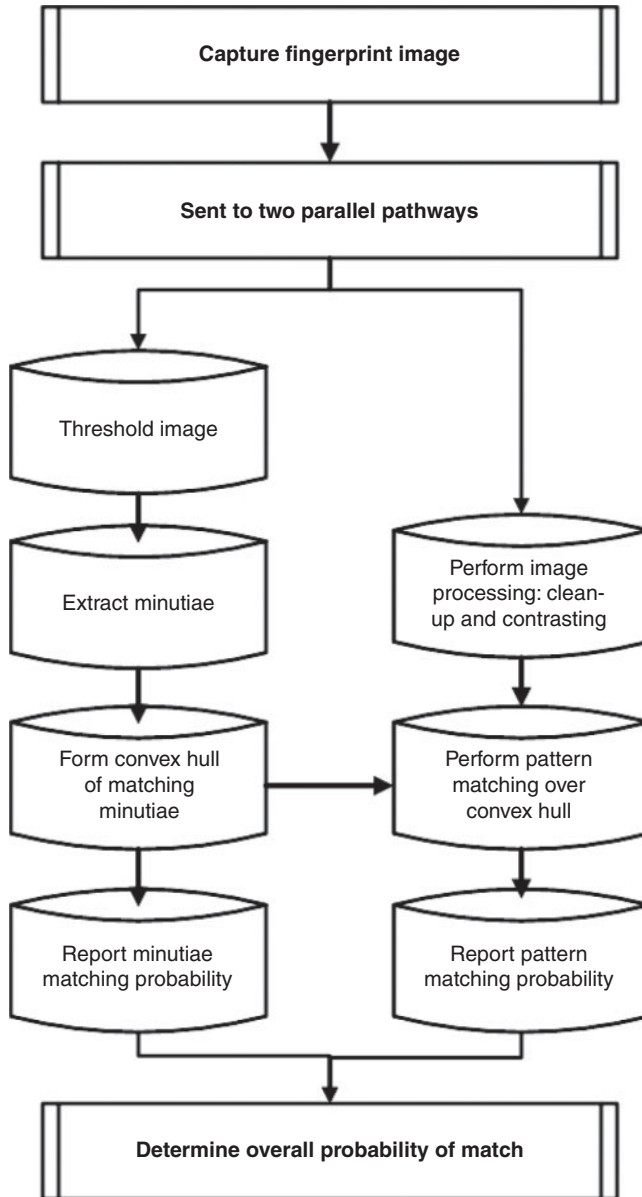 Capture fingerprint image
Sent to two parallel pathways
Threshold image
Extract minutiae
Form convex hull
of matching
minutiae
Report minutiae
matching probability
Perform image
processing: clean-
up and contrasting
Perform pattern
matching over
convex hull
Report pattern
matching probability
Determine overall probability of match